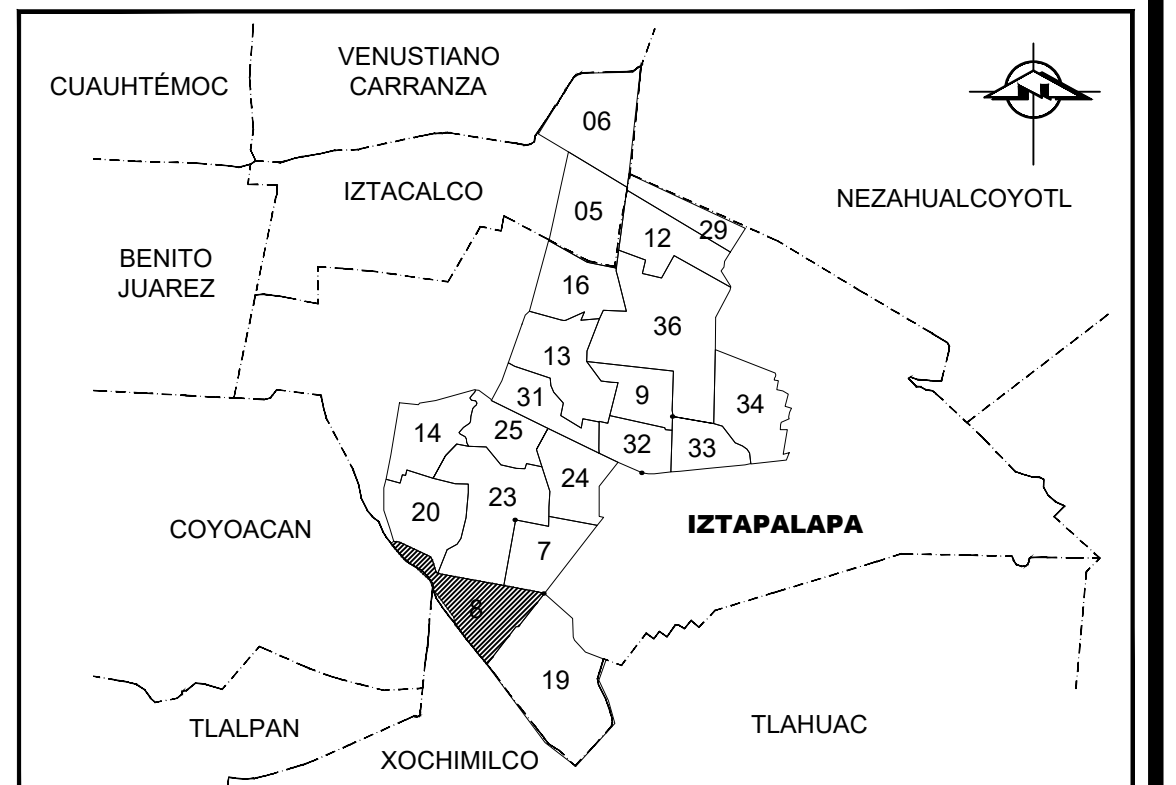 CUAUHTÉMOC
VENUSTIANO
CARRANZA
06
IZTACALCO
NEZAHUALCOYOTL
05
12
29
BENITO
JUAREZ
16
36
13
31
9
34
14
25
32
33
24
23
20
COYOACAN
IZTAPALAPA
7
8
19
TLALPAN
XOCHIMILCO
TLAHUAC